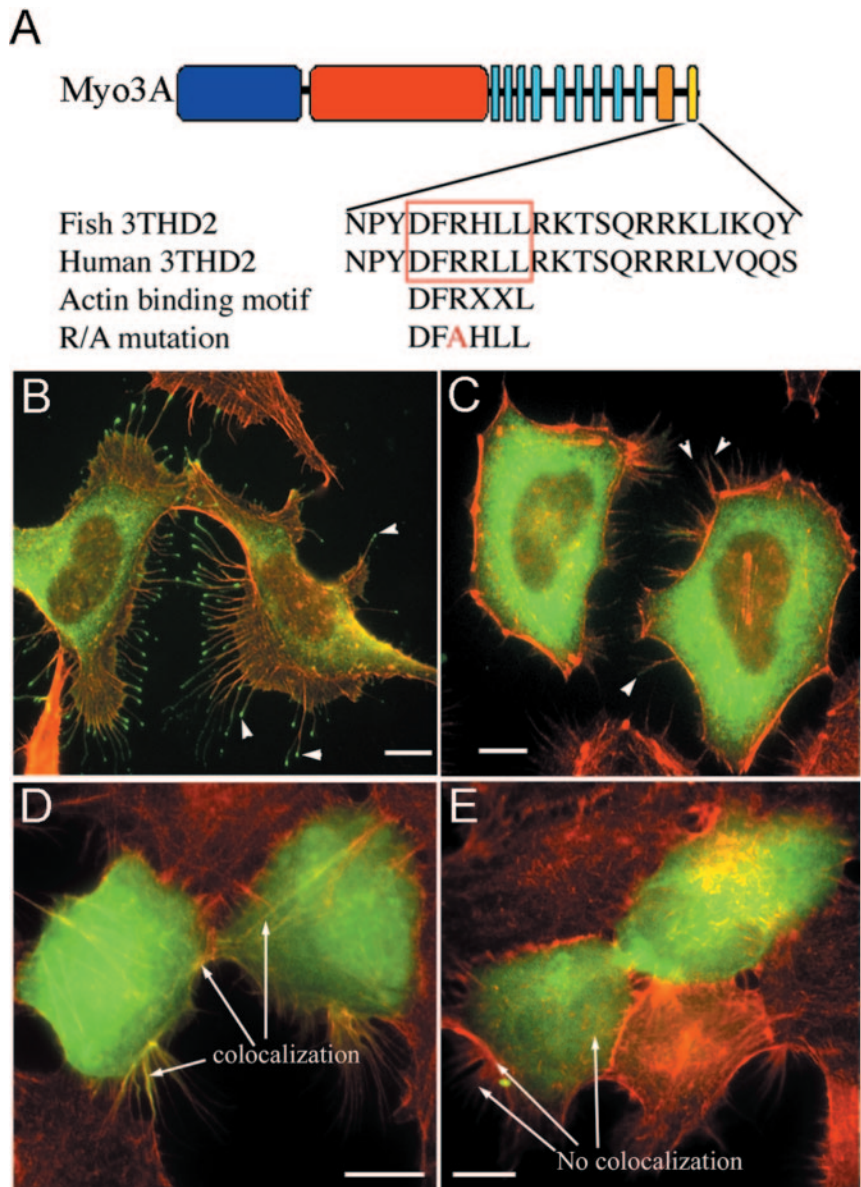 A
Myo3A
Fish 3THD2 NPYDFRHLLRKTSQRRKLIKQY
Human 3THD2 NPYDFRRLLRKTSQRRRLVQQS
Actin binding motif DFRXXL
R/A mutation DFAHLL
B
C
D
E
colocalization
No colocalization